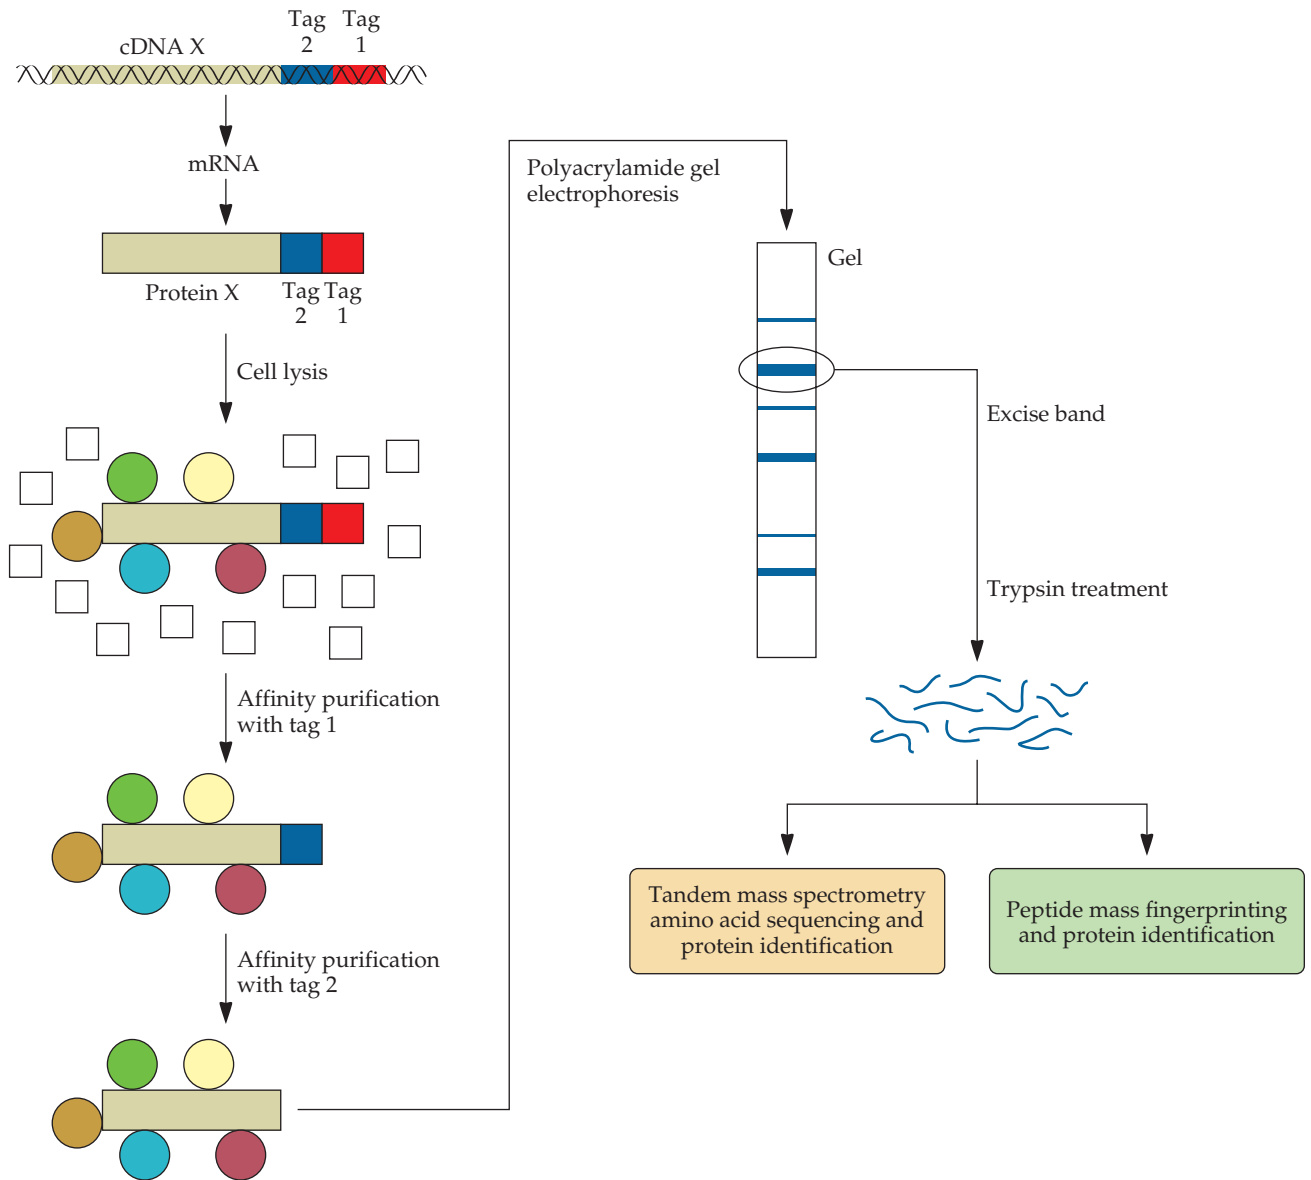 cDNA X
Tag
2
Tag
1
mRNA
Protein X
Tag
2
Tag
1
Cell lysis
Affinity purification
with tag 1
Affinity purification
with tag 2
Polyacrylamide gel
electrophoresis
Gel
Excise band
Trypsin treatment
Tandem mass spectrometry
amino acid sequencing and
protein identification
Peptide mass fingerprinting
and protein identification